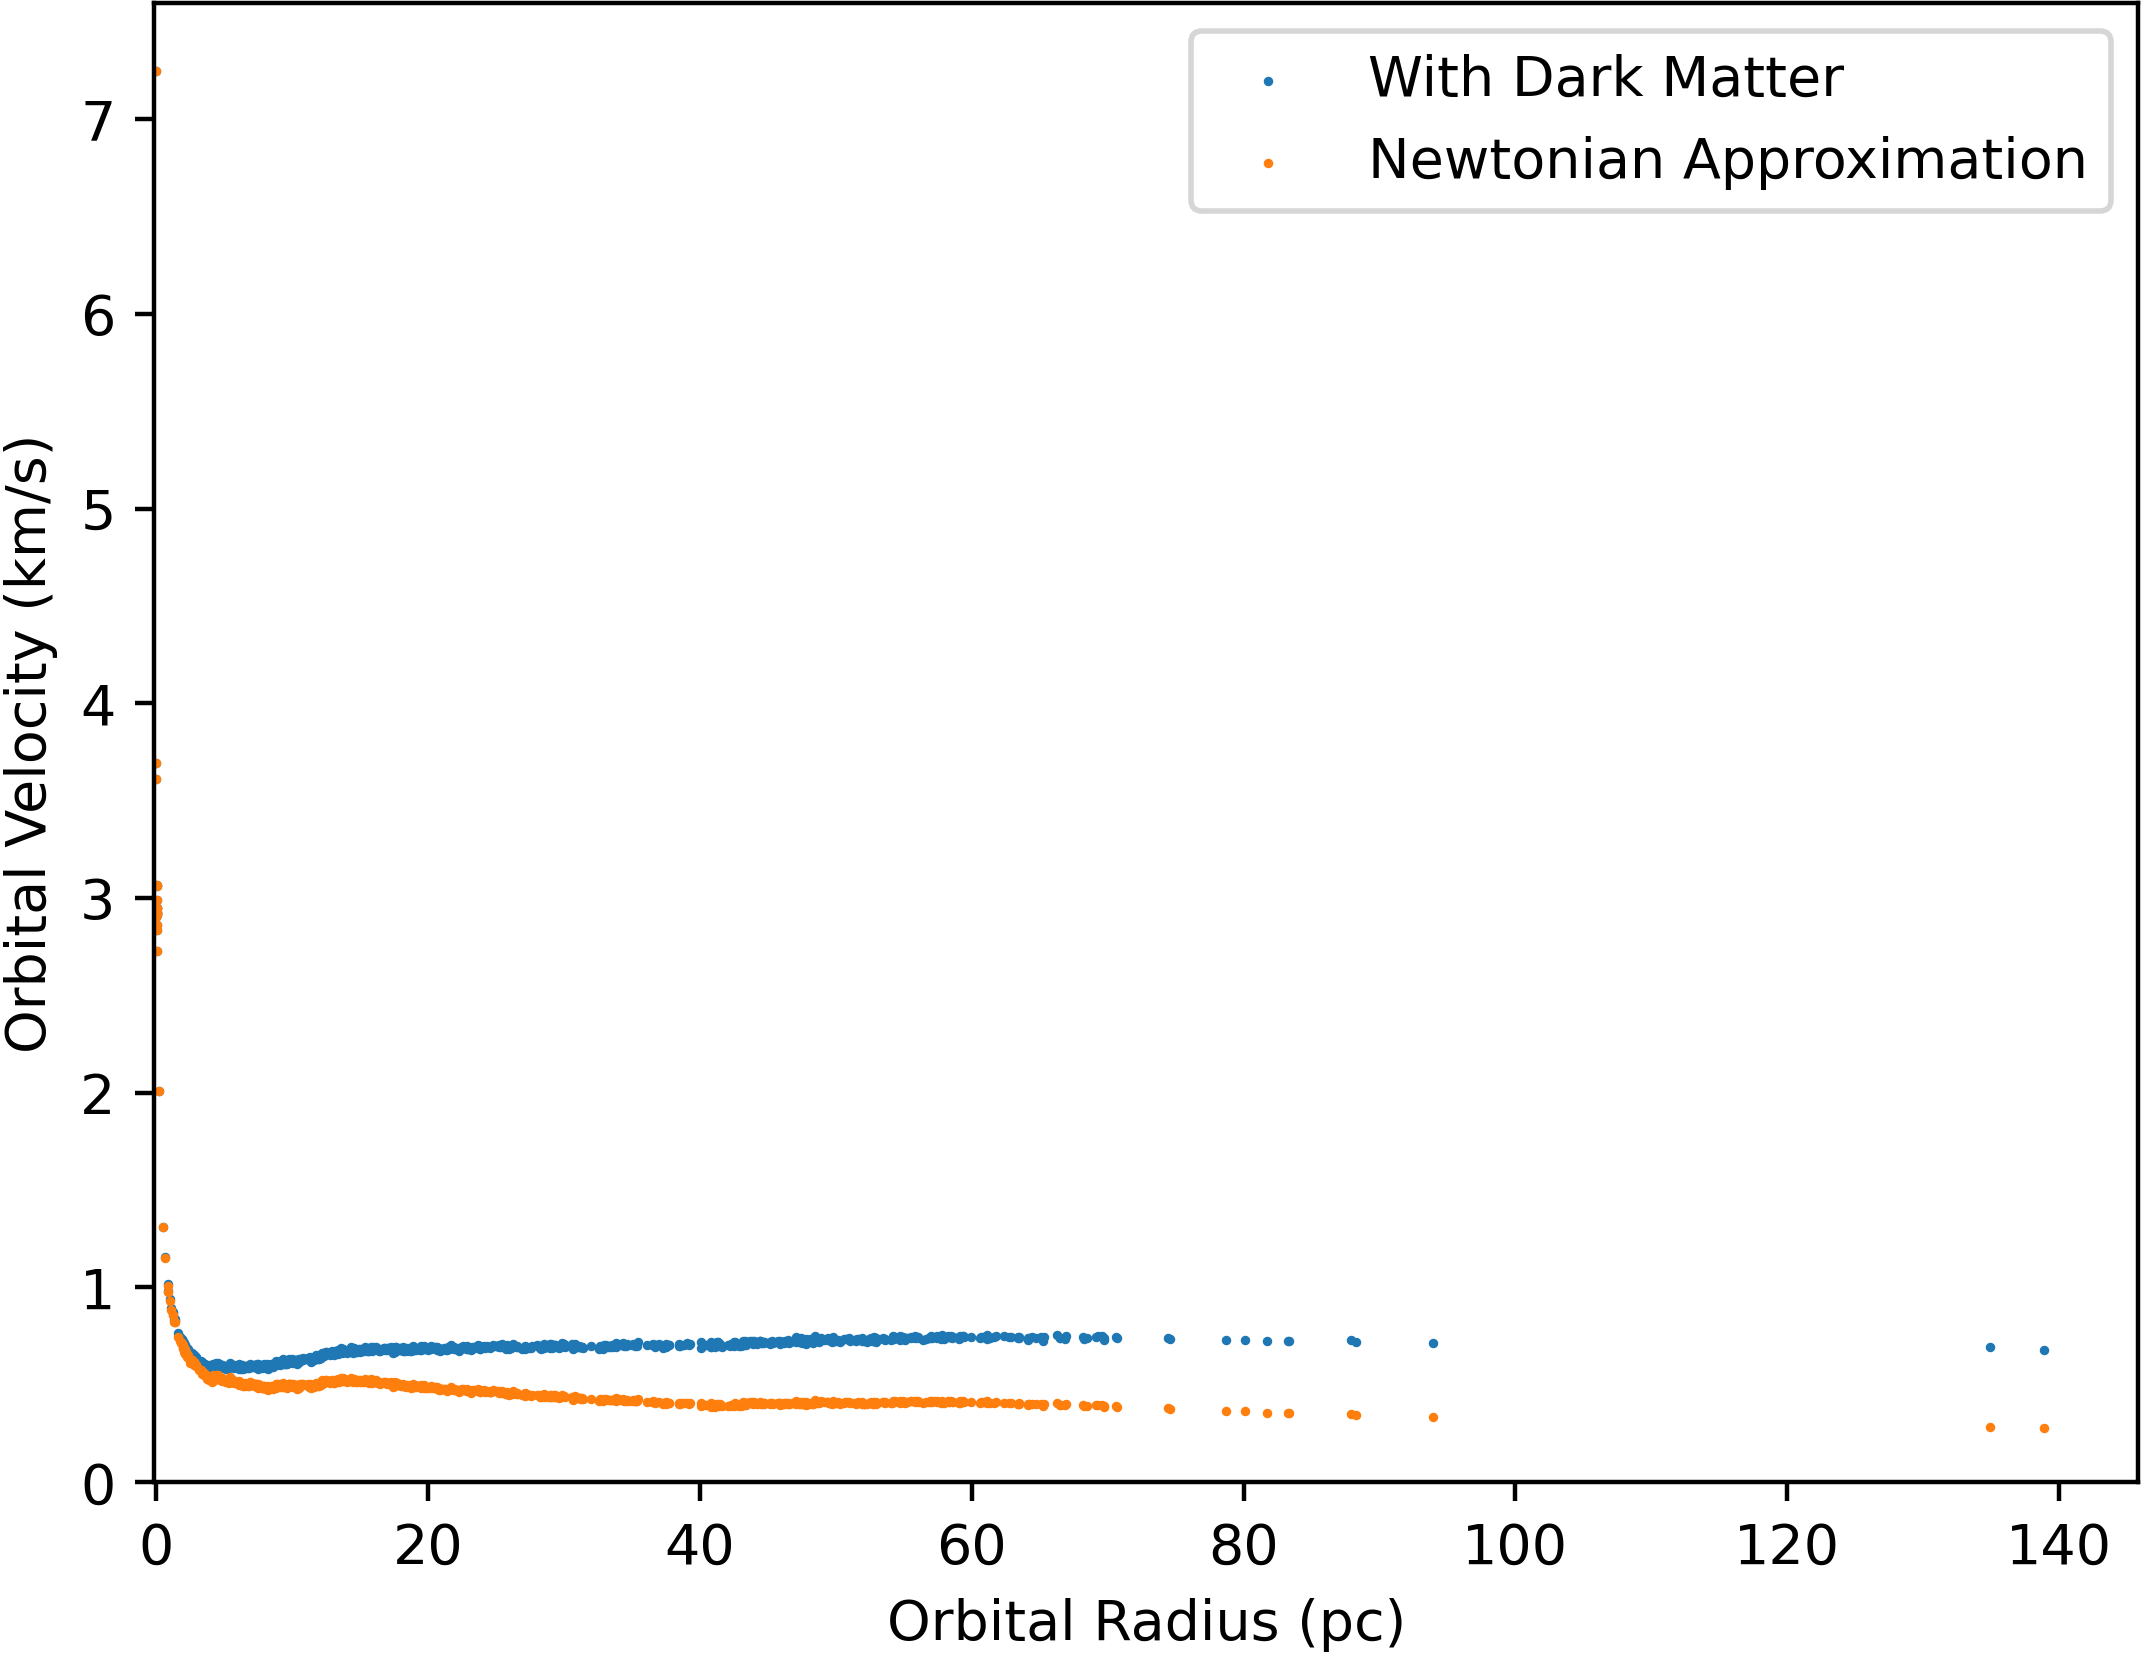 With Dark Matter
Newtonian Approximation
7
6
5
4
3
2
1
0
Orbital Velocity (km/s)
0 20 40 60 80 100 120 140
Orbital Radius (pc)